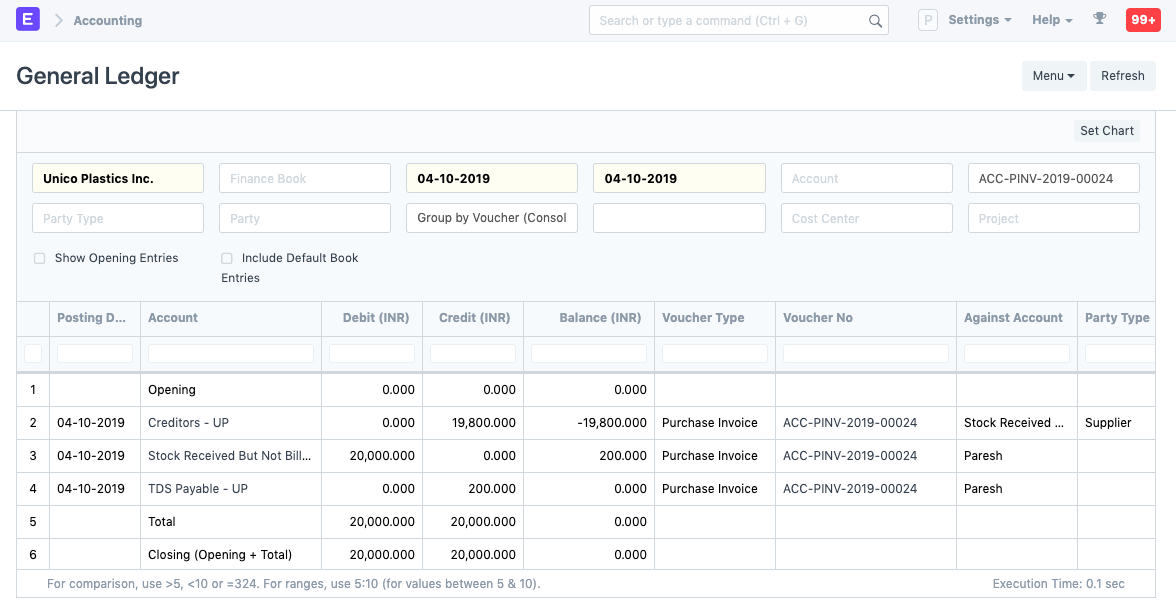 E Accounting Search or type a command (Ctrl + G) P Settings Help 99+
General Ledger Menu Refresh
Set Chart
Unico Plastics Inc. Finance Book 04-10-2019 04-10-2019 Account ACC-PINV-2019-00024
Party Type Party Group by Voucher (Consol Cost Center Project
Show Opening Entries Include Default Book
Entries
Posting D... Account Debit (INR) Credit (INR) Balance (INR) Voucher Type Voucher No Against Account Party Type
1 Opening 0.000 0.000 0.000
2 04-10-2019 Creditors - UP 0.000 19,800.000 -19,800.000 Purchase Invoice ACC-PINV-2019-00024 Stock Received ... Supplier
3 04-10-2019 Stock Received But Not Bill... 20,000.000 0.000 200.000 Purchase Invoice ACC-PINV-2019-00024 Paresh
4 04-10-2019 TDS Payable - UP 0.000 200.000 0.000 Purchase Invoice ACC-PINV-2019-00024 Paresh
5 Total 20,000.000 20,000.000 0.000
6 Closing (Opening + Total) 20,000.000 20,000.000 0.000
For comparison, use >5, <10 or =324. For ranges, use 5:10 (for values between 5 & 10). Execution Time: 0.1 sec